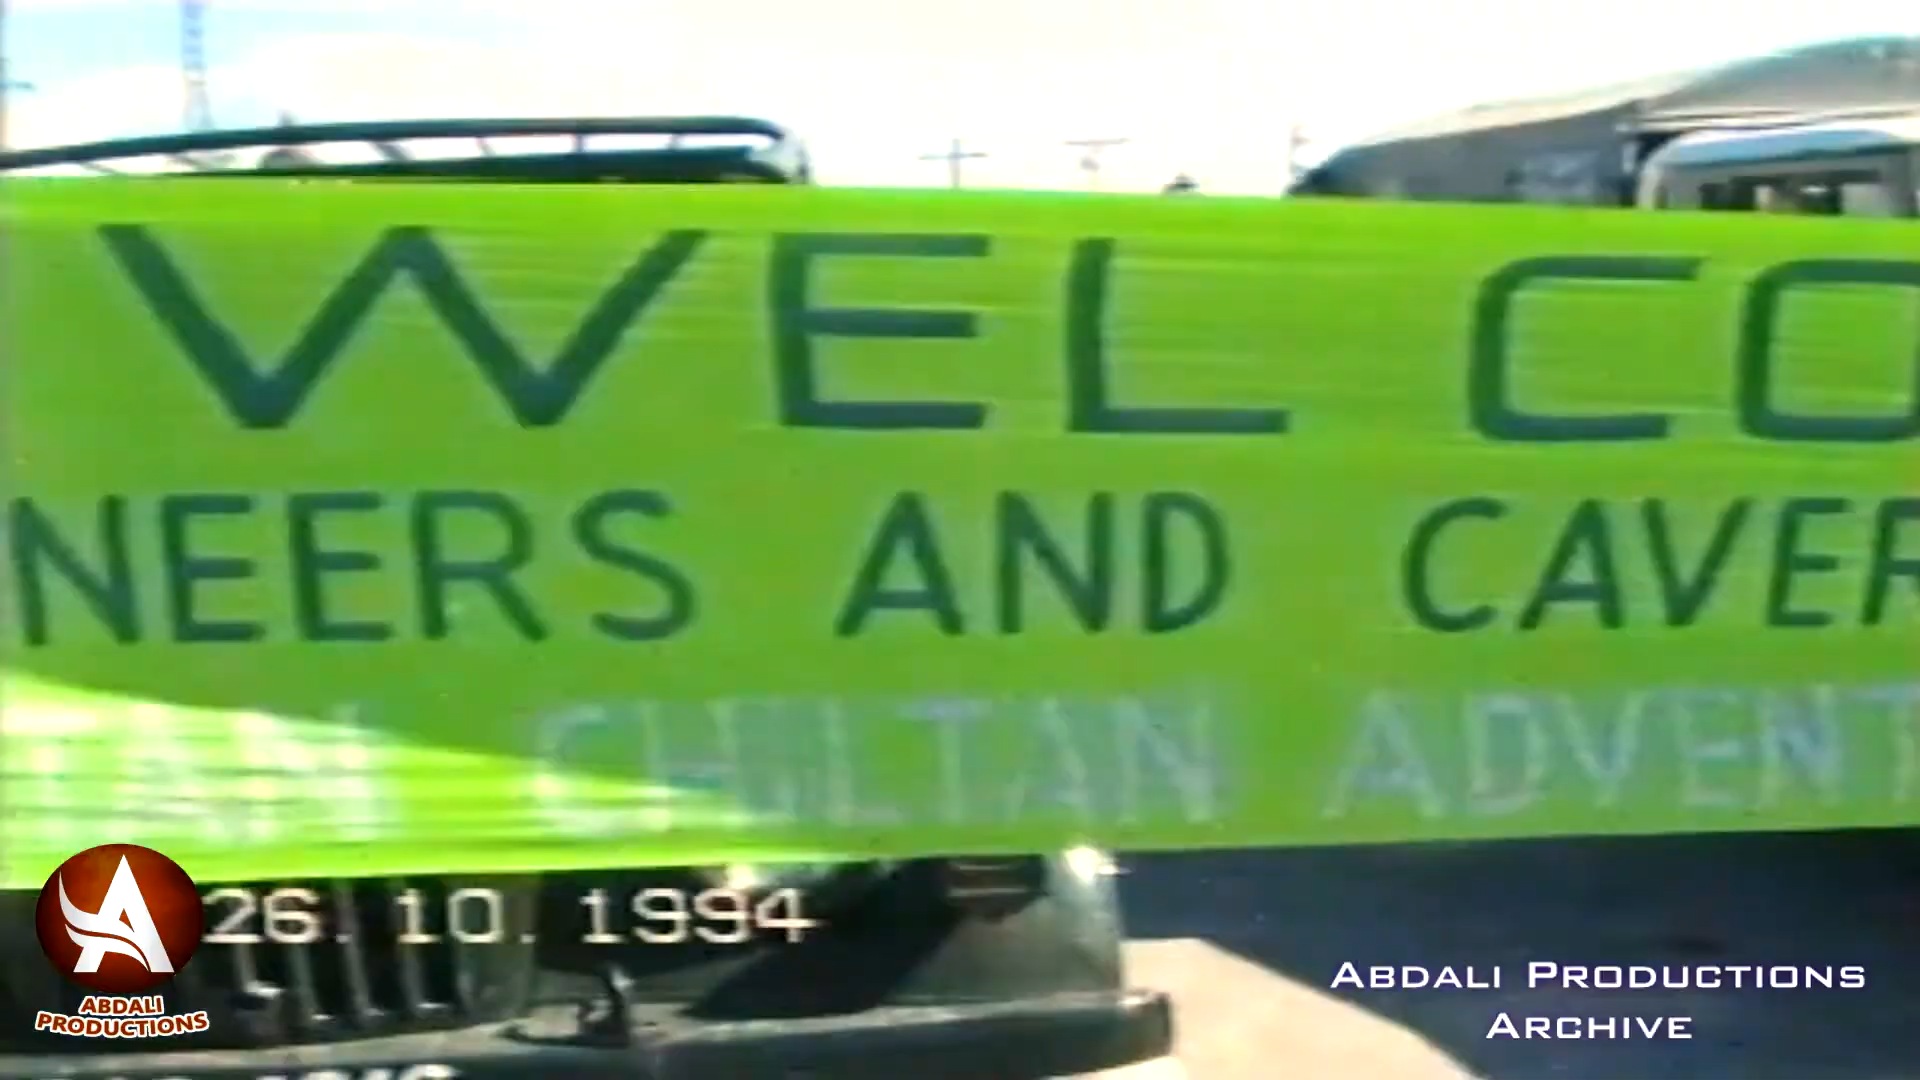 WEL CO
NEERS AND CAVER
CHILTAN ADVENT
26. 10. 1994
ABDALI
PRODUCTIONS
ABDALI PRODUCTIONS
ARCHIVE